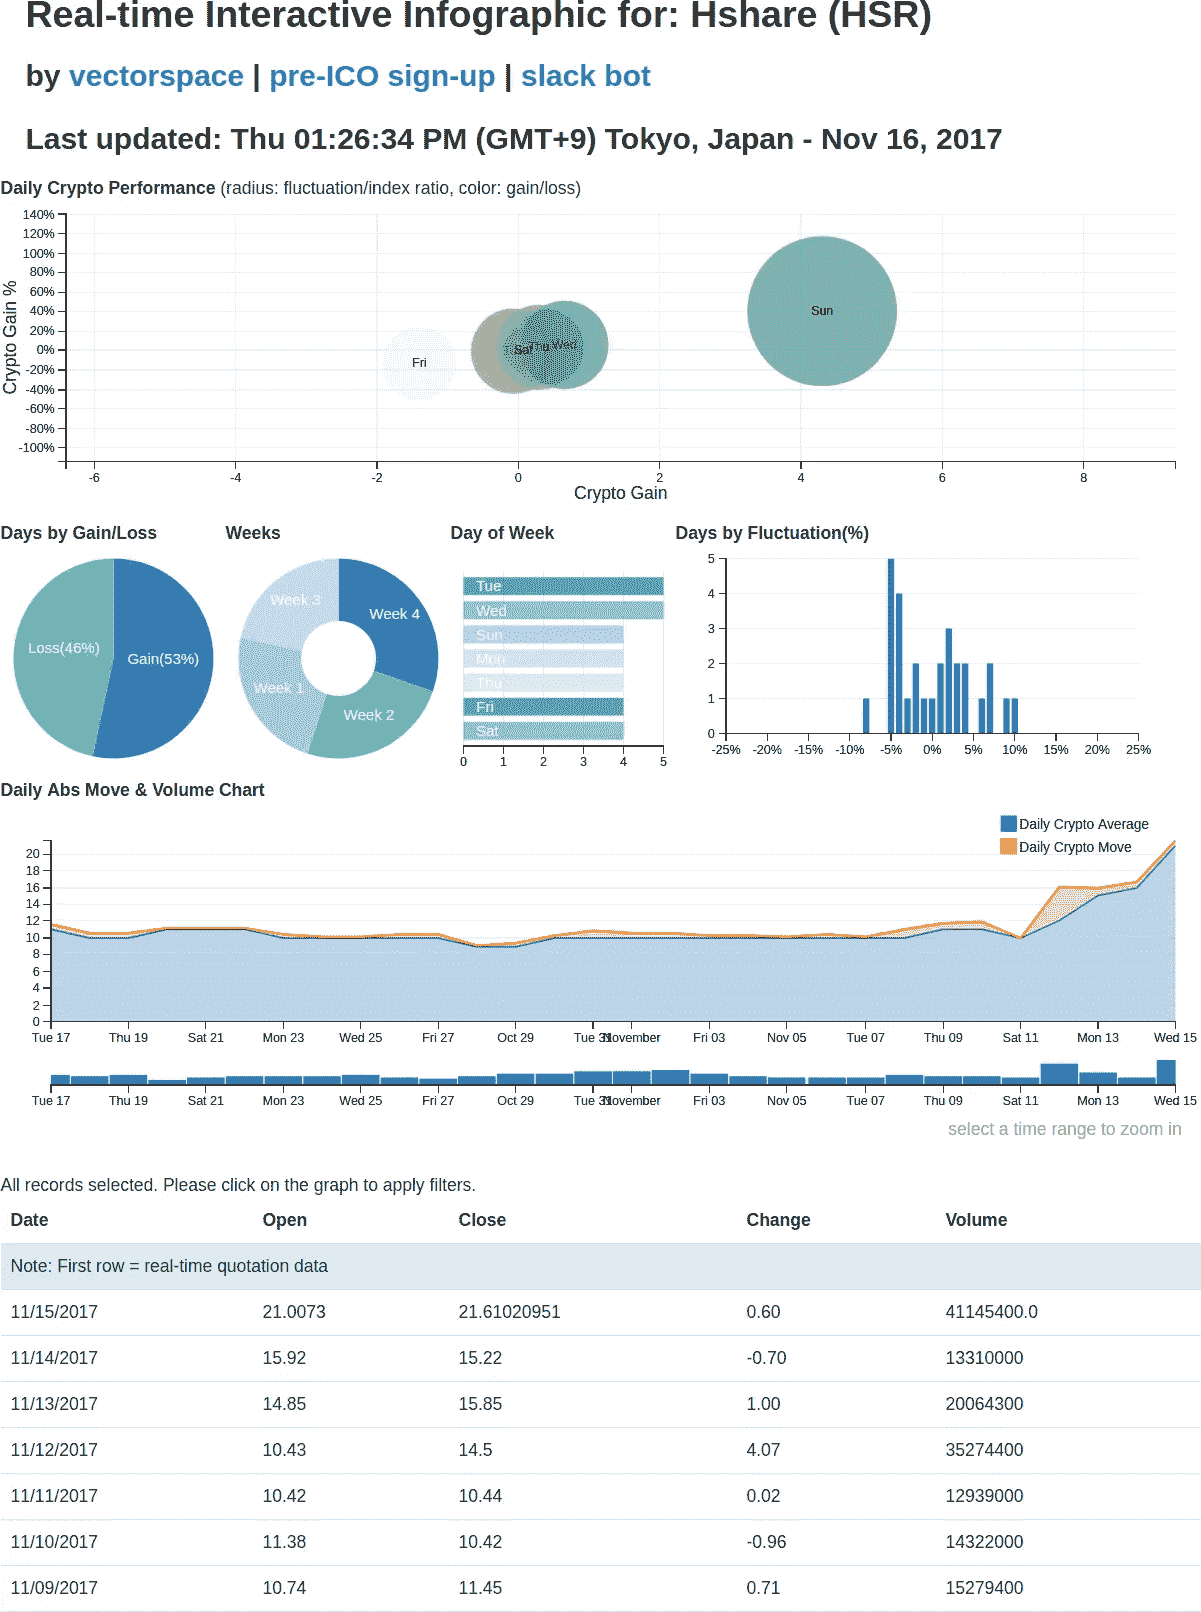 Real-time Interactive Infographic for: Hshare (HSR)
by vectorspace | pre-ICO sign-up | slack bot
Last updated: Thu 01:26:34 PM (GMT+9) Tokyo, Japan - Nov 16, 2017
Daily Crypto Performance (radius: fluctuation/index ratio, color: gain/loss)
Crypto Gain %
140%
120%
100%
80%
60%
40%
20%
0%
-20%
-40%
-60%
-80%
-100%
Fri
Sat
Thu
Wed
Sun
-6 -4 -2 0 2 4 6 8
Crypto Gain
Days by Gain/Loss
Loss(46%)
Gain(53%)
Weeks
Week 3
Week 4
Week 1
Week 2
Day of Week
Tue
Wed
Sun
Mon
Thu
Fri
Sat
0 1 2 3 4 5
Days by Fluctuation(%)
5
4
3
2
1
0
-25% -20% -15% -10% -5% 0% 5% 10% 15% 20% 25%
Daily Abs Move & Volume Chart
Daily Crypto Average
Daily Crypto Move
20
18
16
14
12
10
8
6
4
2
0
Tue 17 Thu 19 Sat 21 Mon 23 Wed 25 Fri 27 Oct 29 Tue 31 November Fri 03 Nov 05 Tue 07 Thu 09 Sat 11 Mon 13 Wed 15
Tue 17 Thu 19 Sat 21 Mon 23 Wed 25 Fri 27 Oct 29 Tue 31 November Fri 03 Nov 05 Tue 07 Thu 09 Sat 11 Mon 13 Wed 15
select a time range to zoom in
All records selected. Please click on the graph to apply filters.
Date Open Close Change Volume
Note: First row = real-time quotation data
11/15/2017 21.0073 21.61020951 0.60 41145400.0
11/14/2017 15.92 15.22 -0.70 13310000
11/13/2017 14.85 15.85 1.00 20064300
11/12/2017 10.43 14.5 4.07 35274400
11/11/2017 10.42 10.44 0.02 12939000
11/10/2017 11.38 10.42 -0.96 14322000
11/09/2017 10.74 11.45 0.71 15279400